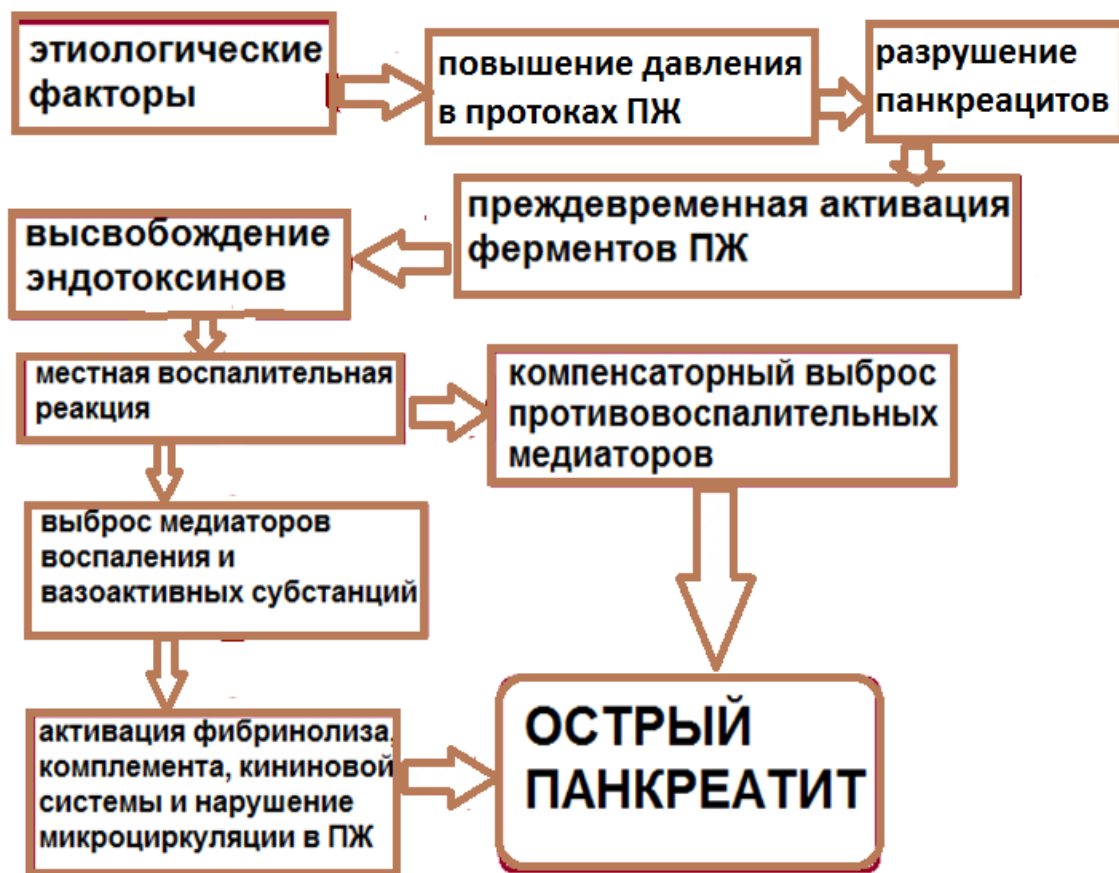 этиологические
факторы
повышение давления
в протоках ПЖ
разрушение
панкреацитов
преждевременная активация
ферментов ПЖ
высвобождение
эндотоксинов
местная воспалительная
реакция
компенсаторный выброс
противовоспалительных
медиаторов
выброс медиаторов
воспаления и
вазоактивных субстанций
активация фибринолиза,
комплемента, кининовой
системы и нарушение
микроциркуляции в ПЖ
ОСТРЫЙ
ПАНКРЕАТИТ